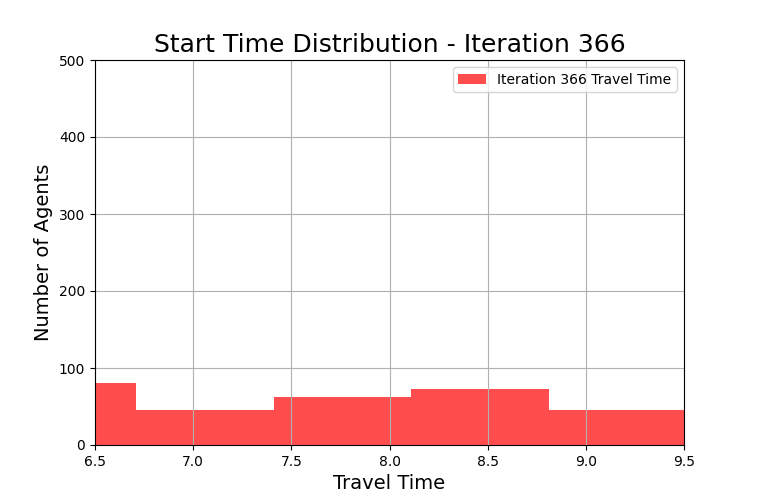 Start Time Distribution - Iteration 366
500
400
300
200
100
0
Number of Agents
Iteration 366 Travel Time
6.5 7.0 7.5 8.0 8.5 9.0 9.5
Travel Time